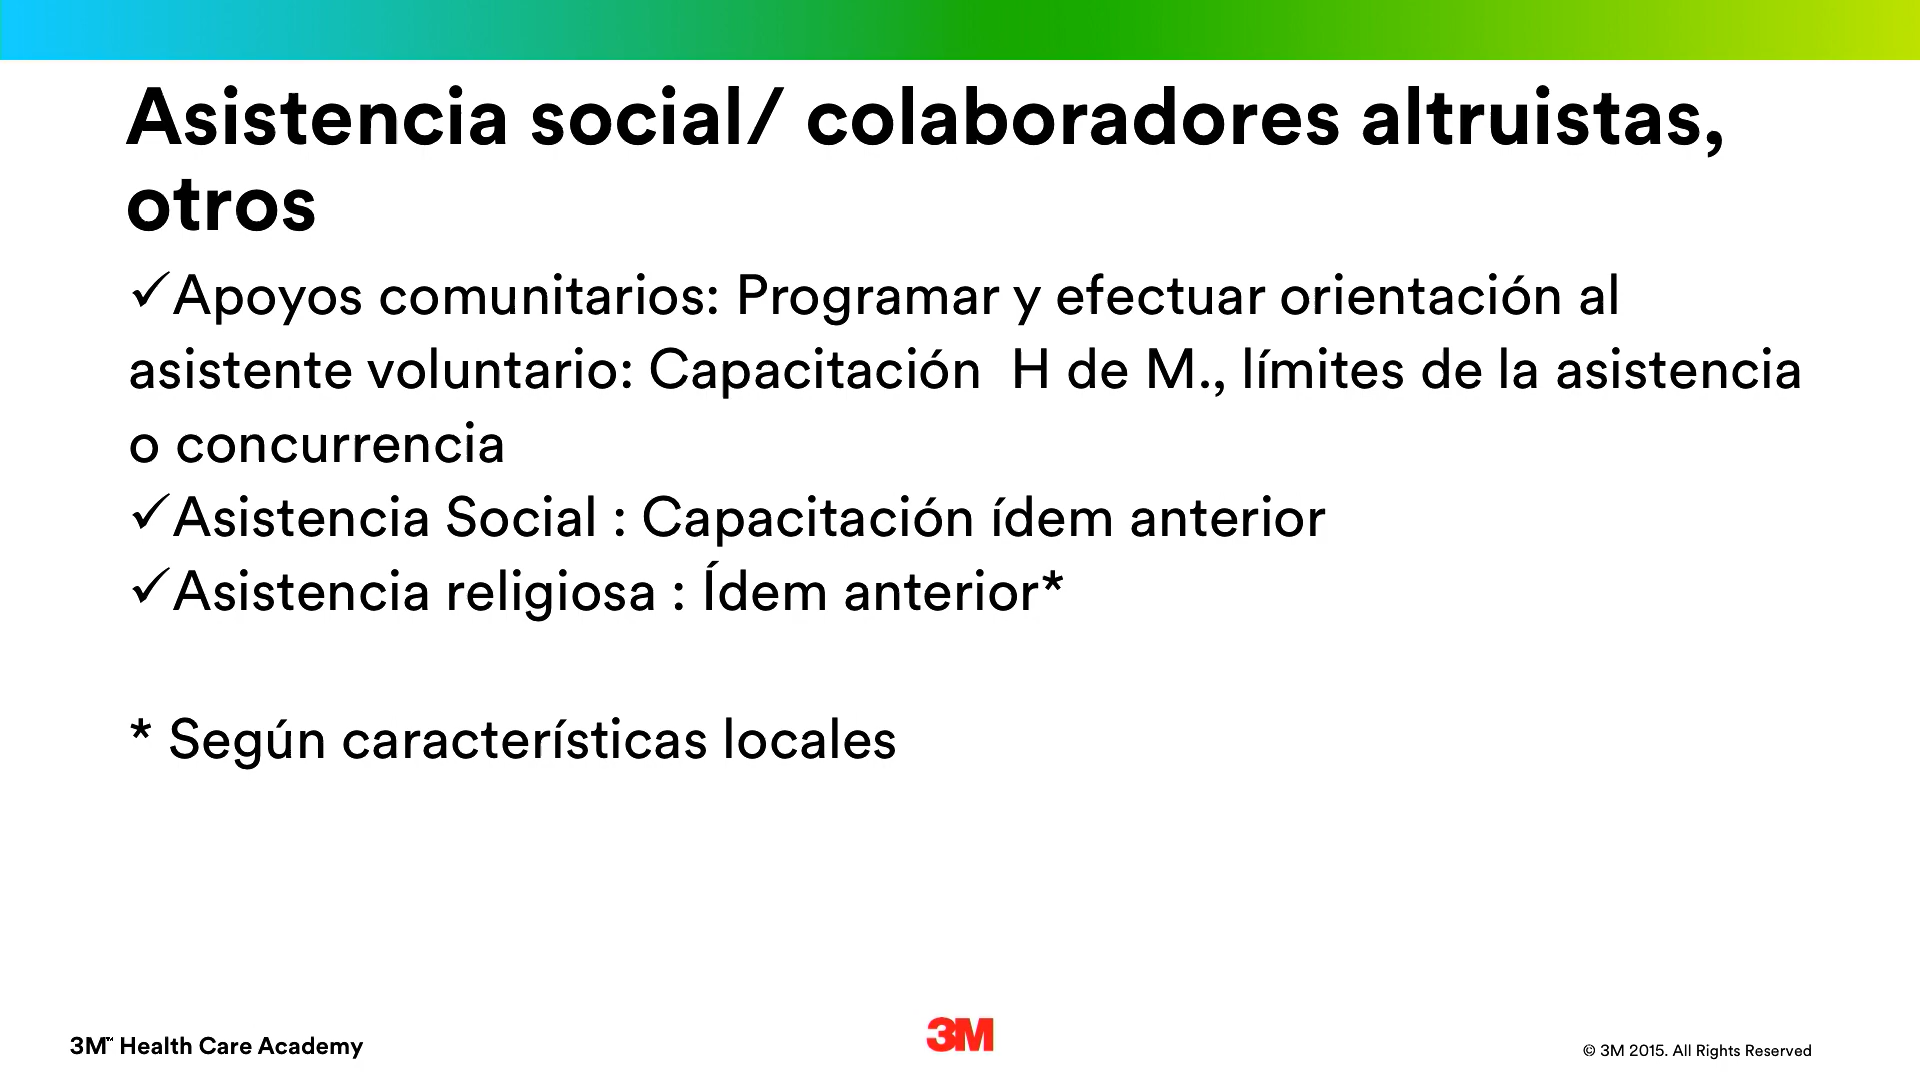 Asistencia social/ colaboradores altruistas,
otros
✓Apoyos comunitarios: Programar y efectuar orientación al
asistente voluntario: Capacitación  H de M., límites de la asistencia
o concurrencia
✓Asistencia Social : Capacitación ídem anterior
✓Asistencia religiosa : Ídem anterior*
* Según características locales
3M™ Health Care Academy
3M
© 3M 2015. All Rights Reserved